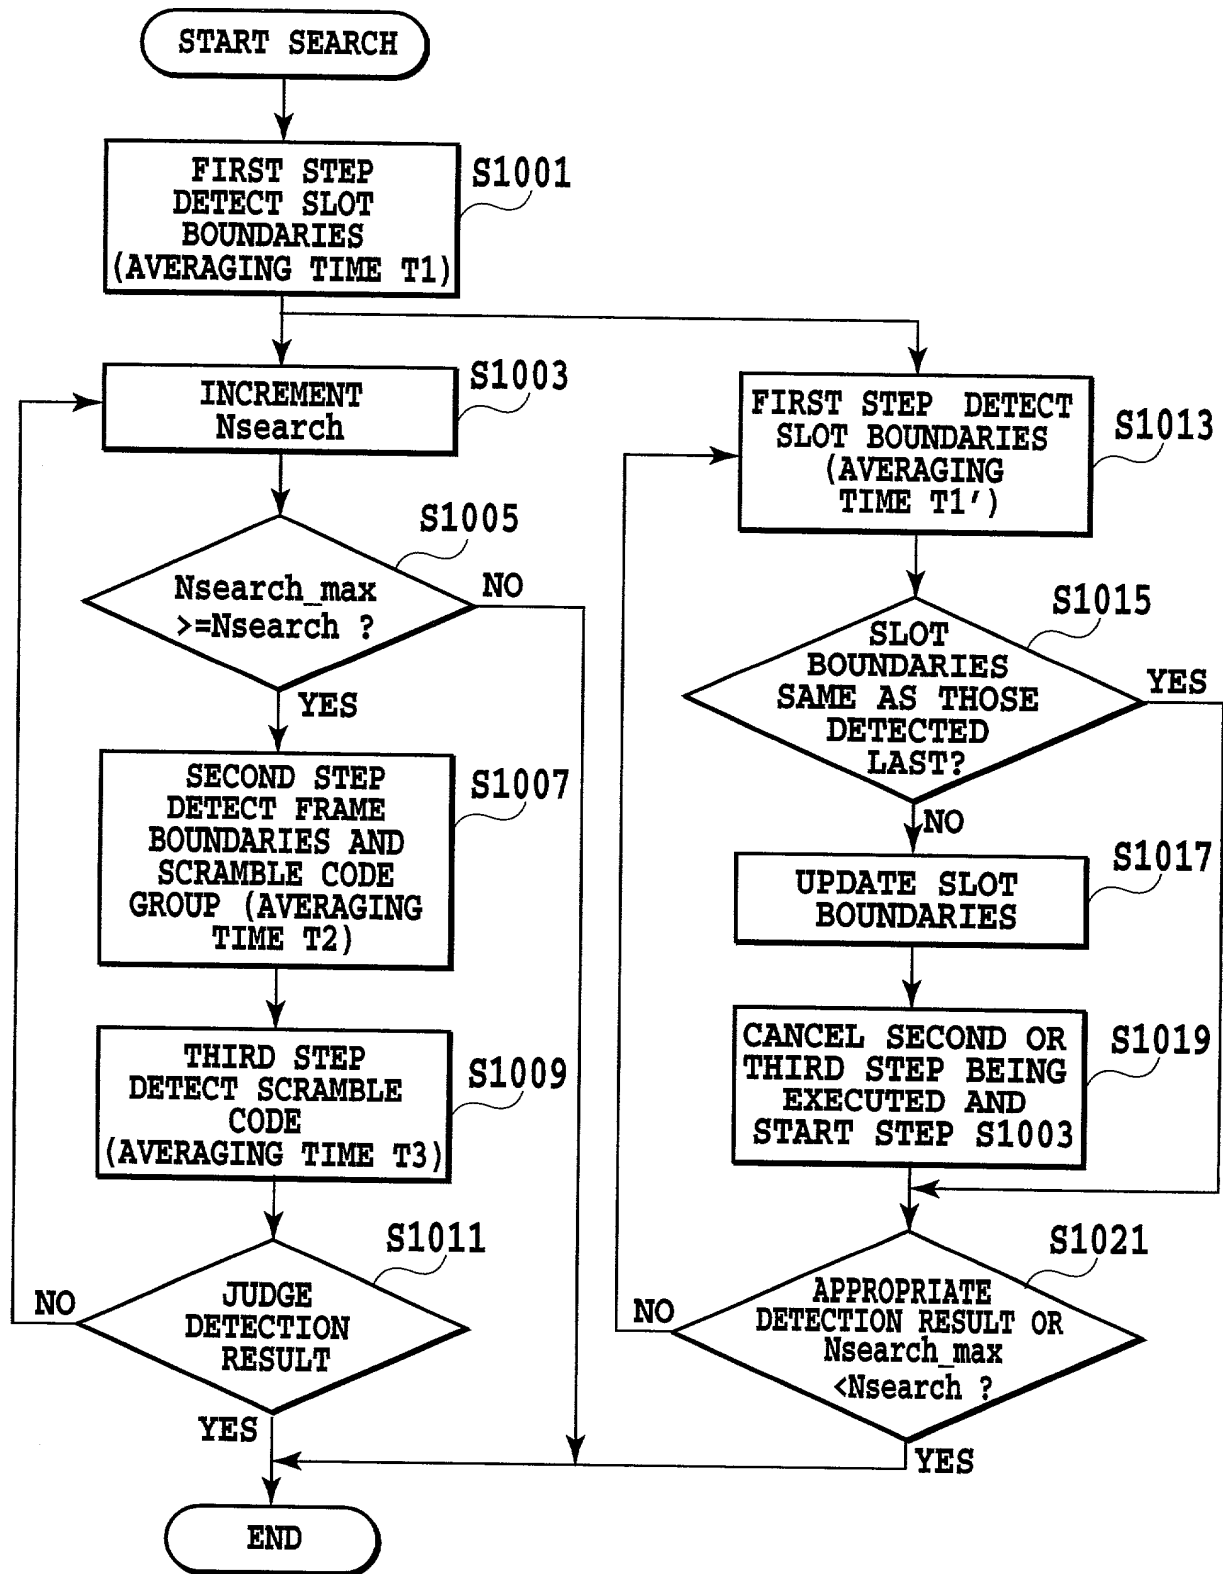 START SEARCH
FIRST STEP
DETECT SLOT
BOUNDARIES
(AVERAGING TIME T1)
S1001
INCREMENT
Nsearch
S1003
Nsearch_max
>=Nsearch ?
S1005
NO
YES
SECOND STEP
DETECT FRAME
BOUNDARIES AND
SCRAMBLE CODE
GROUP (AVERAGING
TIME T2)
S1007
THIRD STEP
DETECT SCRAMBLE
CODE
(AVERAGING TIME T3)
S1009
JUDGE
DETECTION
RESULT
S1011
NO
YES
END
FIRST STEP DETECT
SLOT BOUNDARIES
(AVERAGING
TIME T1')
S1013
SLOT
BOUNDARIES
SAME AS THOSE
DETECTED
LAST?
S1015
YES
NO
UPDATE SLOT
BOUNDARIES
S1017
CANCEL SECOND OR
THIRD STEP BEING
EXECUTED AND
START STEP S1003
S1019
APPROPRIATE
DETECTION RESULT OR
Nsearch_max
<Nsearch ?
S1021
NO
YES